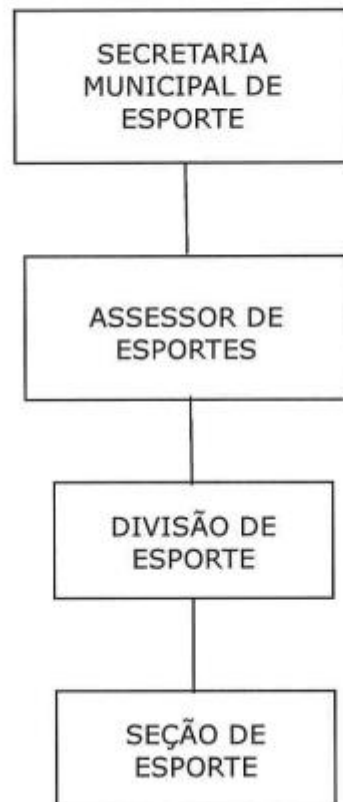 SECRETARIA
MUNICIPAL DE
ESPORTE
ASSESSOR DE
ESPORTES
DIVISÃO DE
ESPORTE
SEÇÃO DE
ESPORTE